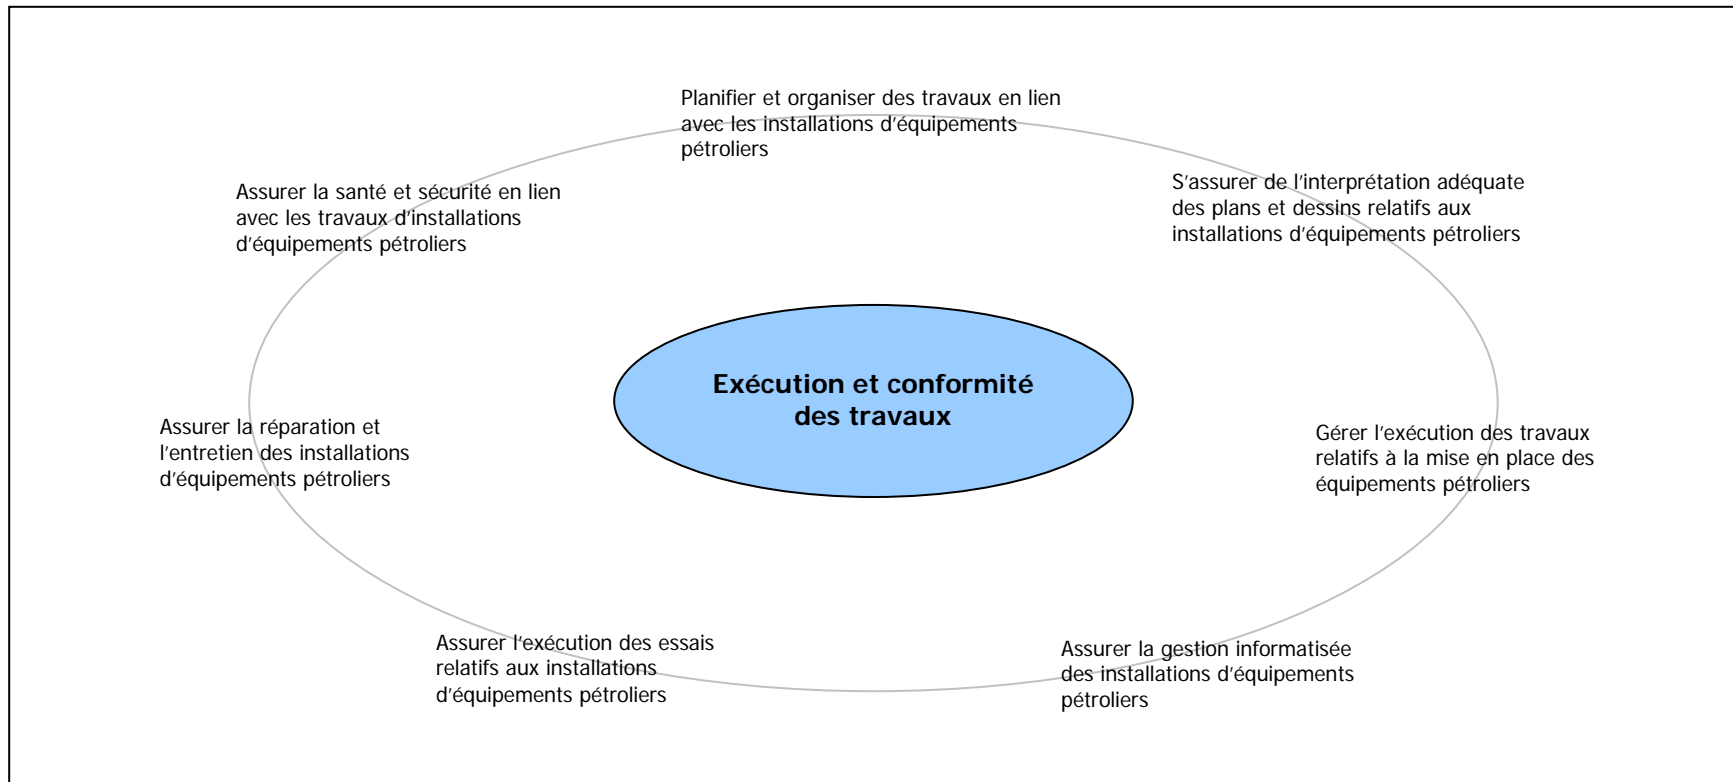 Planifier et organiser des travaux en lien
avec les installations d'équipements
pétroliers
Assurer la santé et sécurité en lien
avec les travaux d'installations
d'équipements pétroliers
S'assurer de l'interprétation adéquate
des plans et dessins relatifs aux
installations d'équipements pétroliers
Exécution et conformité
des travaux
Assurer la réparation et
l'entretien des installations
d'équipements pétroliers
Gérer l'exécution des travaux
relatifs à la mise en place des
équipements pétroliers
Assurer l'exécution des essais
relatifs aux installations
d'équipements pétroliers
Assurer la gestion informatisée
des installations d'équipements
pétroliers